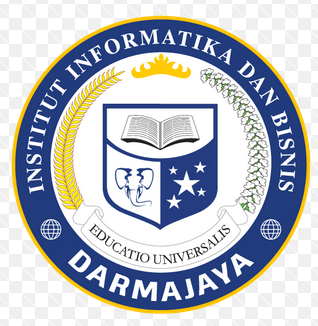 INSTITUT INFORMATIKA DAN BISNIS
EDUCATIO UNIVERSALIS
DARMAJAYA